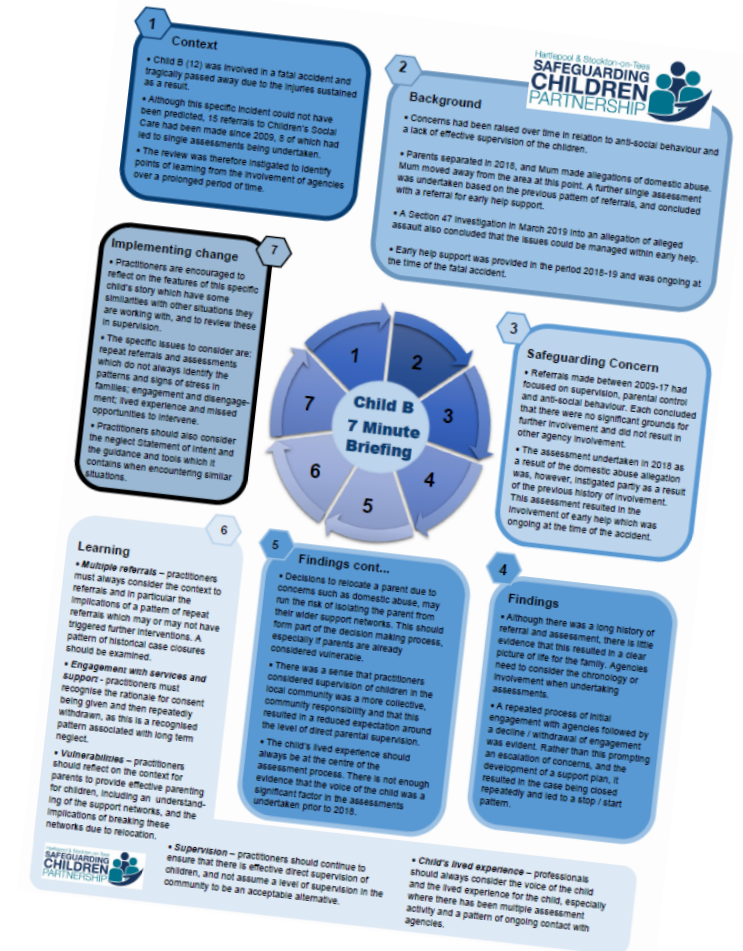 1
Context
• Child B (12) was involved in a fatal accident and
tragically passed away due to the injuries sustained
as a result.
• Although this specific incident could not have
been predicted, 15 referrals to Children's Social
Care had been made since 2009, 8 of which had
led to single assessments being undertaken.
• The review was therefore instigated to identify
points of learning from the involvement of agencies
over a prolonged period of time.
Hartlepool & Stockton-on-Tees
SAFEGUARDING
CHILDREN
PARTNERSHIP
2
Background
• Concerns had been raised over time in relation to anti-social behaviour and
a lack of effective supervision of the children.
• Parents separated in 2018, and Mum made allegations of domestic abuse.
Mum moved away from the area at this point. A further single assessment
was undertaken based on the previous pattern of referrals, and concluded
with a referral for early help support.
• A Section 47 investigation in March 2019 into an allegation of alleged
assault also concluded that the issues could be managed within early help.
• Early help support was provided in the period 2018-19 and was ongoing at
the time of the fatal accident.
3
Safeguarding Concern
• Referrals made between 2009-17 had
focused on supervision, parental control
and anti-social behaviour. Each concluded
that there were no significant grounds for
further involvement and did not result in
other agency involvement.
• The assessment undertaken in 2018 as
a result of the domestic abuse allegation
was, however, instigated partly as a result
of the previous history of involvement.
This assessment resulted in the
involvement of early help which was
ongoing at the time of the accident.
1
2
3
4
5
6
7
Child B
7 Minute
Briefing
4
Findings
• Although there was a long history of
referral and assessment, there is little
evidence that this resulted in a clear
picture of life for the family. Agencies
need to consider the chronology or
involvement when undertaking
assessments.
• A repeated process of initial
engagement with agencies followed by
a decline / withdrawal of engagement
was evident. Rather than this prompting
an escalation of concerns, and the
development of a support plan, it
resulted in the case being closed
repeatedly and led to a stop / start
pattern.
5
Findings cont...
• Decisions to relocate a parent due to
concerns such as domestic abuse, may
run the risk of isolating the parent from
their wider support networks. This should
form part of the decision making process,
especially if parents are already
considered vulnerable.
• There was a sense that practitioners
considered supervision of children in the
local community was a more collective,
community responsibility and that this
resulted in a reduced expectation around
the level of direct parental supervision.
• The child's lived experience should
always be at the centre of the
assessment process. There is not enough
evidence that the voice of the child was a
significant factor in the assessments
undertaken prior to 2018.
6
Learning
• Multiple referrals – practitioners
must always consider the context to
referrals and in particular the
implications of a pattern of repeat
referrals which may or may not have
triggered further interventions. A
pattern of historical case closures
should be examined.
• Engagement with services and
support - practitioners must
recognise the rationale for consent
being given and then repeatedly
withdrawn, as this is a recognised
pattern associated with long term
neglect.
• Vulnerabilities – practitioners
should reflect on the context for
parents to provide effective parenting
for children, including an understand-
ing of the support networks, and the
implications of breaking these
networks due to relocation.
• Supervision – practitioners should continue to
ensure that there is effective direct supervision of
children, and not assume a level of supervision in the
community to be an acceptable alternative.
• Child's lived experience – professionals
should always consider the voice of the child
and the lived experience for the child, especially
where there has been multiple assessment
activity and a pattern of ongoing contact with
agencies.
7
Implementing change
• Practitioners are encouraged to
reflect on the features of this specific
child's story which have some
similarities with other situations they
are working with, and to review these
in supervision.
• The specific issues to consider are:
repeat referrals and assessments
which do not always identify the
patterns and signs of stress in
families; engagement and disengage-
ment; lived experience and missed
opportunities to intervene.
• Practitioners should also consider
the neglect Statement of Intent and
the guidance and tools which it
contains when encountering similar
situations.
Hartlepool & Stockton-on-Tees
SAFEGUARDING
CHILDREN
PARTNERSHIP